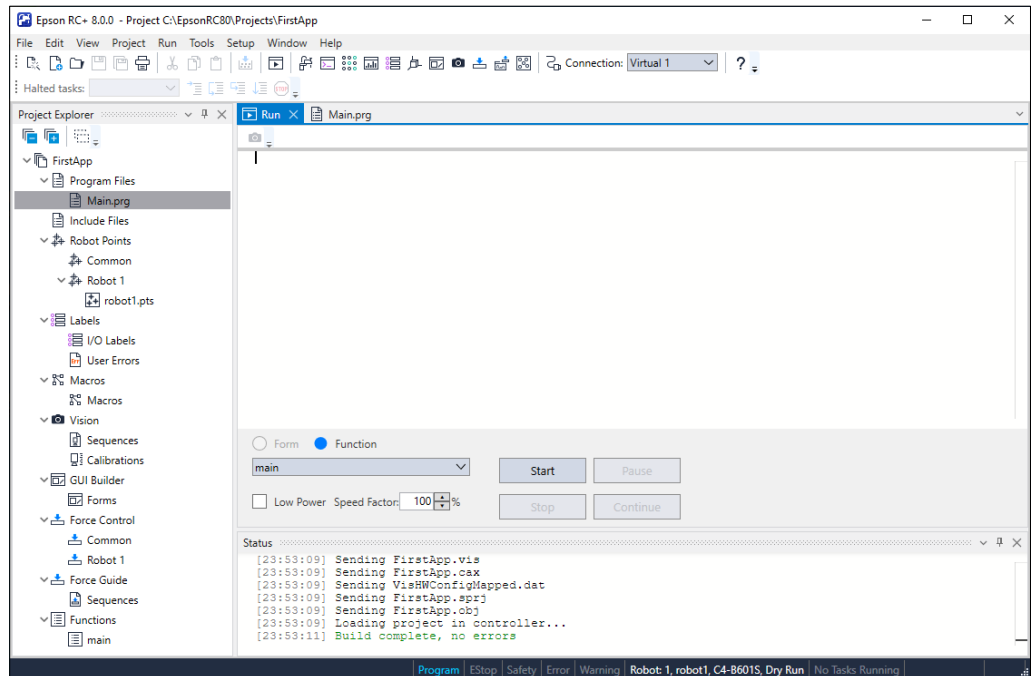 Epson RC+ 8.0.0 - Project C:\EpsonRC80\Projects\FirstApp
File Edit View Project Run Tools Setup Window Help
Connection: Virtual 1 ?
Halted tasks: STOP
Project Explorer
Run Main.prg
FirstApp
Program Files
Main.prg
Include Files
Robot Points
Common
Robot 1
robot1.pts
Labels
I/O Labels
Err User Errors
Macros
Macros
Vision
Sequences
Calibrations
GUI Builder
Forms
Force Control
Common
Robot 1
Force Guide
Sequences
Functions
main
Form Function
main Start Pause
Low Power Speed Factor: 100 % Stop Continue
Status
[23:53:09] Sending FirstApp.vis
[23:53:09] Sending FirstApp.cax
[23:53:09] Sending VisHWConfigMapped.dat
[23:53:09] Sending FirstApp.sprj
[23:53:09] Sending FirstApp.obj
[23:53:09] Loading project in controller...
[23:53:11] Build complete, no errors
Program EStop Safety Error Warning Robot: 1, robot1, C4-B601S, Dry Run No Tasks Running